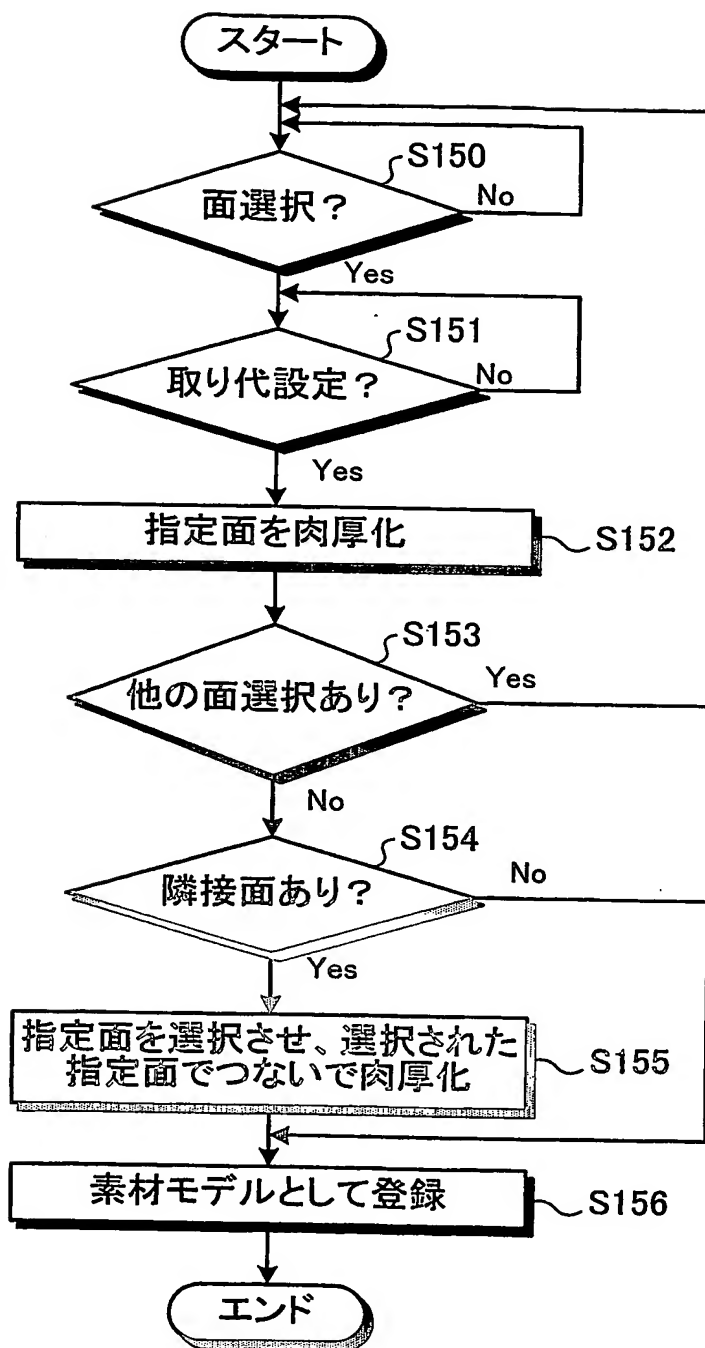 スタート
S150
面選択?
No
Yes
S151
取り代設定?
No
Yes
指定面を肉厚化
S152
S153
他の面選択あり?
Yes
No
S154
隣接面あり?
No
Yes
指定面を選択させ、選択された
指定面でつないで肉厚化
S155
素材モデルとして登録
S156
エンド